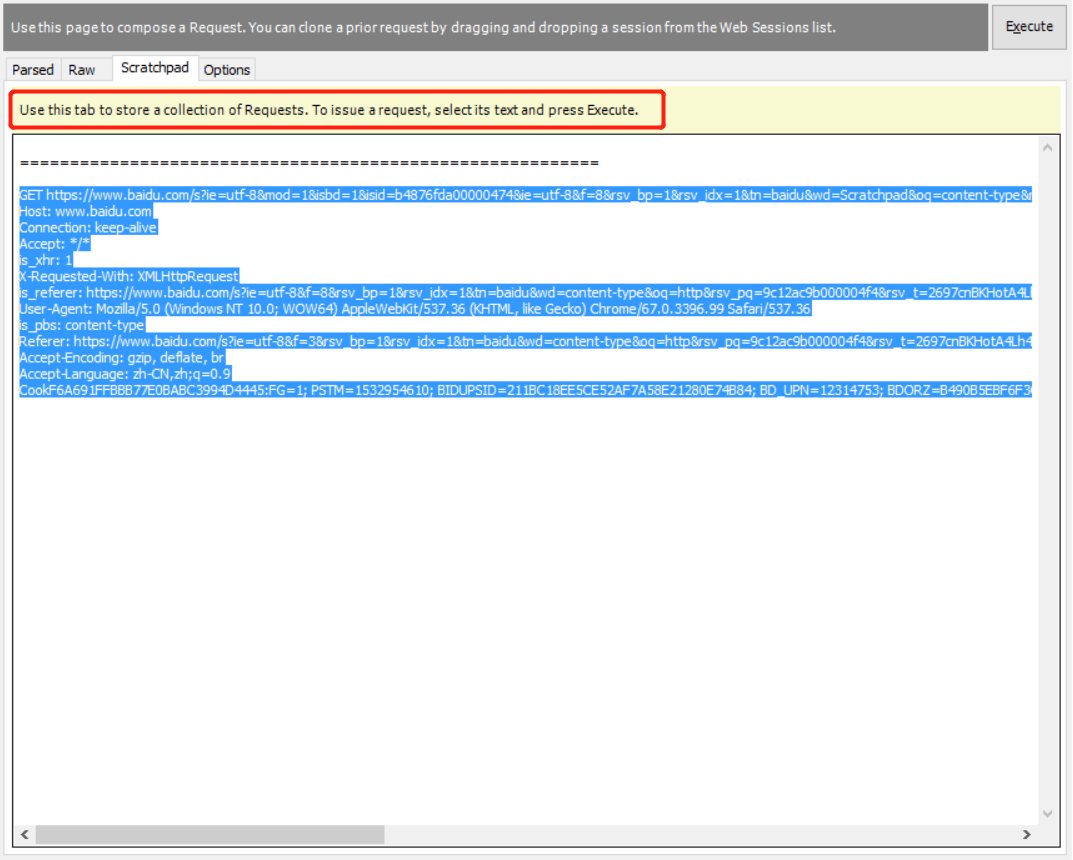 Use this page to compose a Request. You can clone a prior request by dragging and dropping a session from the Web Sessions list.
Execute
Parsed Raw Scratchpad Options
Use this tab to store a collection of Requests. To issue a request, select its text and press Execute.
==========================================================
GET https://www.baidu.com/s?ie=utf-8&mod=1&isbd=1&isid=b4876fda00000474&ie=utf-8&f=8&rsv_bp=1&rsv_idx=1&tn=baidu&wd=Scratchpad&oq=content-type&r
Host: www.baidu.com
Connection: keep-alive
Accept: */*
is_xhr: 1
X-Requested-With: XMLHttpRequest
is_referer: https://www.baidu.com/s?ie=utf-8&f=8&rsv_bp=1&rsv_idx=1&tn=baidu&wd=content-type&oq=http&rsv_pq=9c12ac9b000004f4&rsv_t=2697cnBKHotA4L
User-Agent: Mozilla/5.0 (Windows NT 10.0; WOW64) AppleWebKit/537.36 (KHTML, like Gecko) Chrome/67.0.3396.99 Safari/537.36
is_pbs: content-type
Referer: https://www.baidu.com/s?ie=utf-8&f=3&rsv_bp=1&rsv_idx=1&tn=baidu&wd=content-type&oq=http&rsv_pq=9c12ac9b000004f4&rsv_t=2697cnBKHotA4Lh4
Accept-Encoding: gzip, deflate, br
Accept-Language: zh-CN,zh;q=0.9
CookF6A691FFBBB77E0BABC3994D4445:FG=1; PSTM=1532954610; BIDUPSID=211BC18EE5CE52AF7A58E21280E74B84; BD_UPN=12314753; BDORZ=B490B5EBF6F3